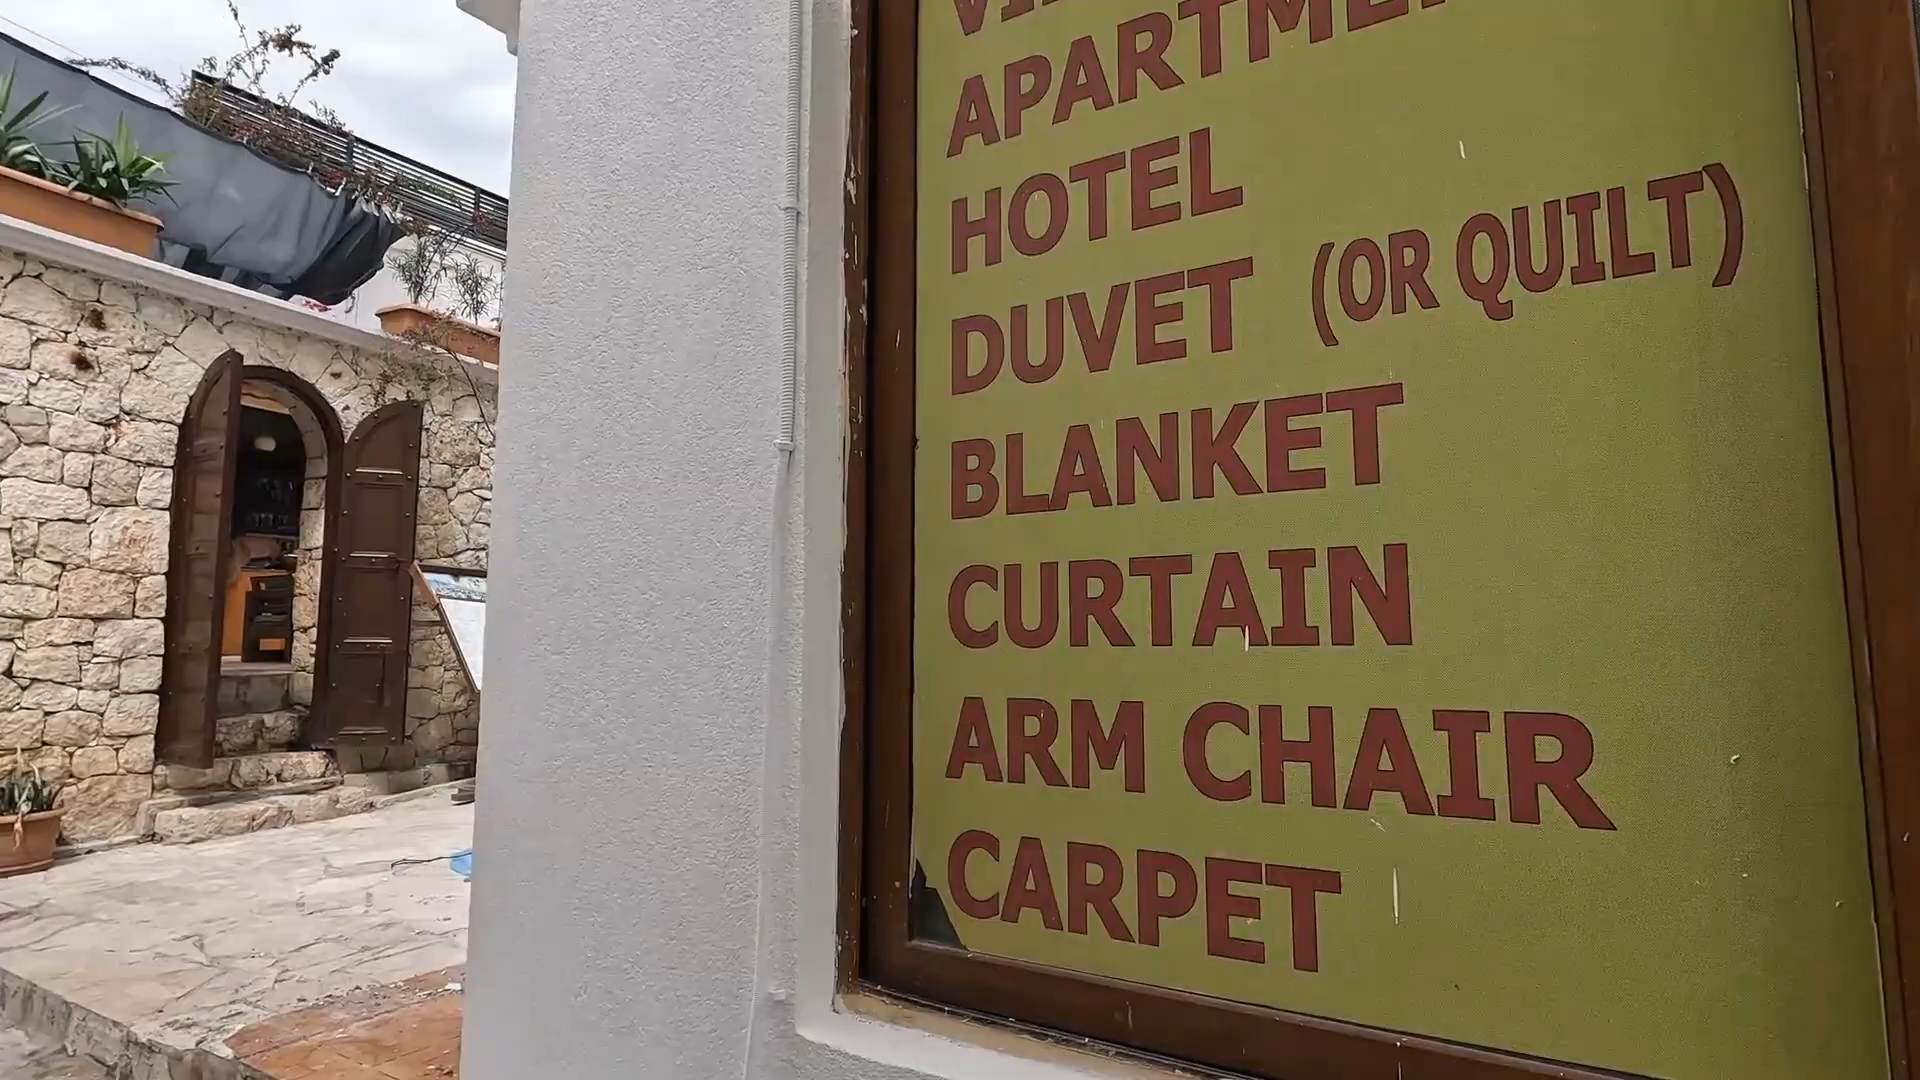 HOTEL
DUVET (OR QUILT)
BLANKET
CURTAIN
ARM CHAIR
CARPET